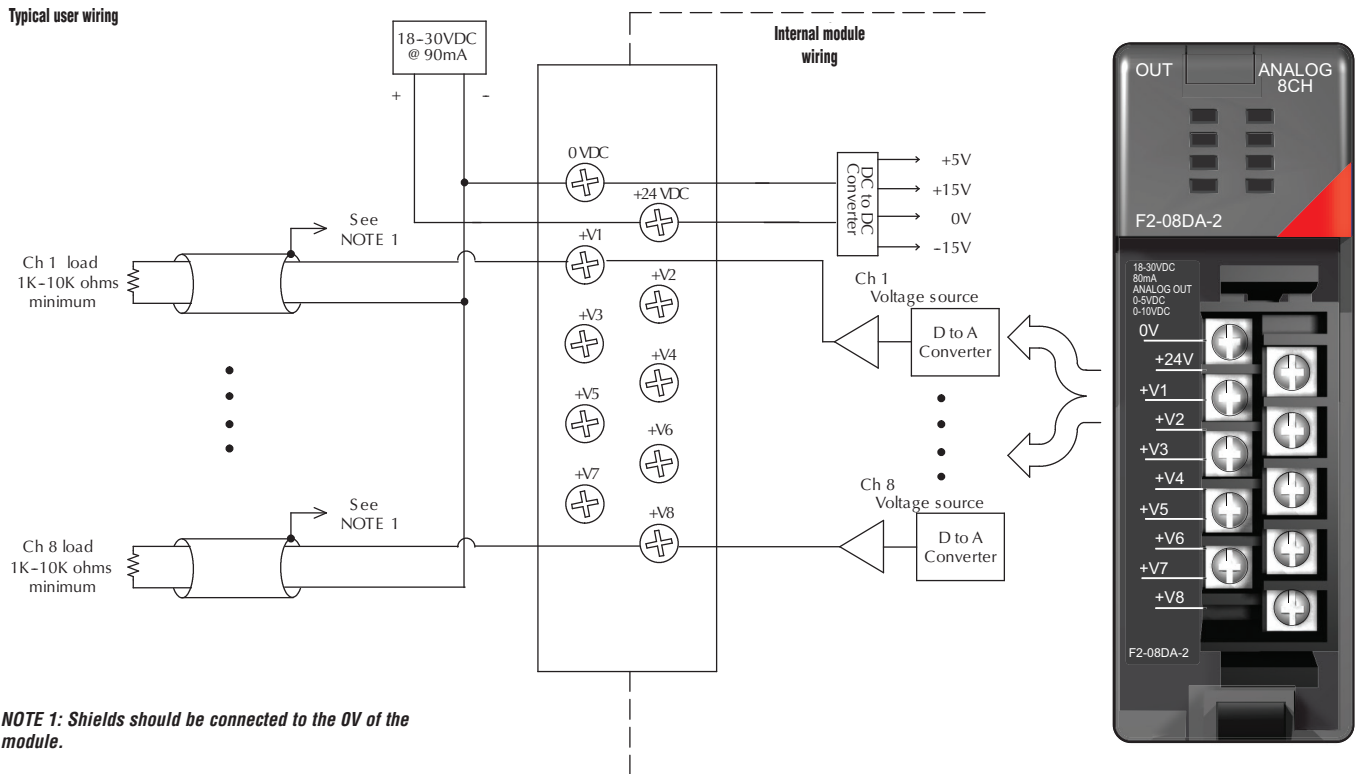 Typical user wiring
18-30VDC
@ 90mA
+
-
Internal module
wiring
0 VDC
+24 VDC
DC to DC
Converter
+5V
+15V
0V
-15V
See
NOTE 1
Ch 1 load
1K-10K ohms
minimum
+V1
+V2
+V3
+V4
+V5
+V6
+V7
+V8
Ch 1
Voltage source
D to A
Converter
Ch 8
Voltage source
D to A
Converter
See
NOTE 1
Ch 8 load
1K-10K ohms
minimum
NOTE 1: Shields should be connected to the 0V of the
module.
OUT
ANALOG
8CH
F2-08DA-2
18-30VDC
80mA
ANALOG OUT
0-5VDC
0-10VDC
0V
+24V
+V1
+V2
+V3
+V4
+V5
+V6
+V7
+V8
F2-08DA-2